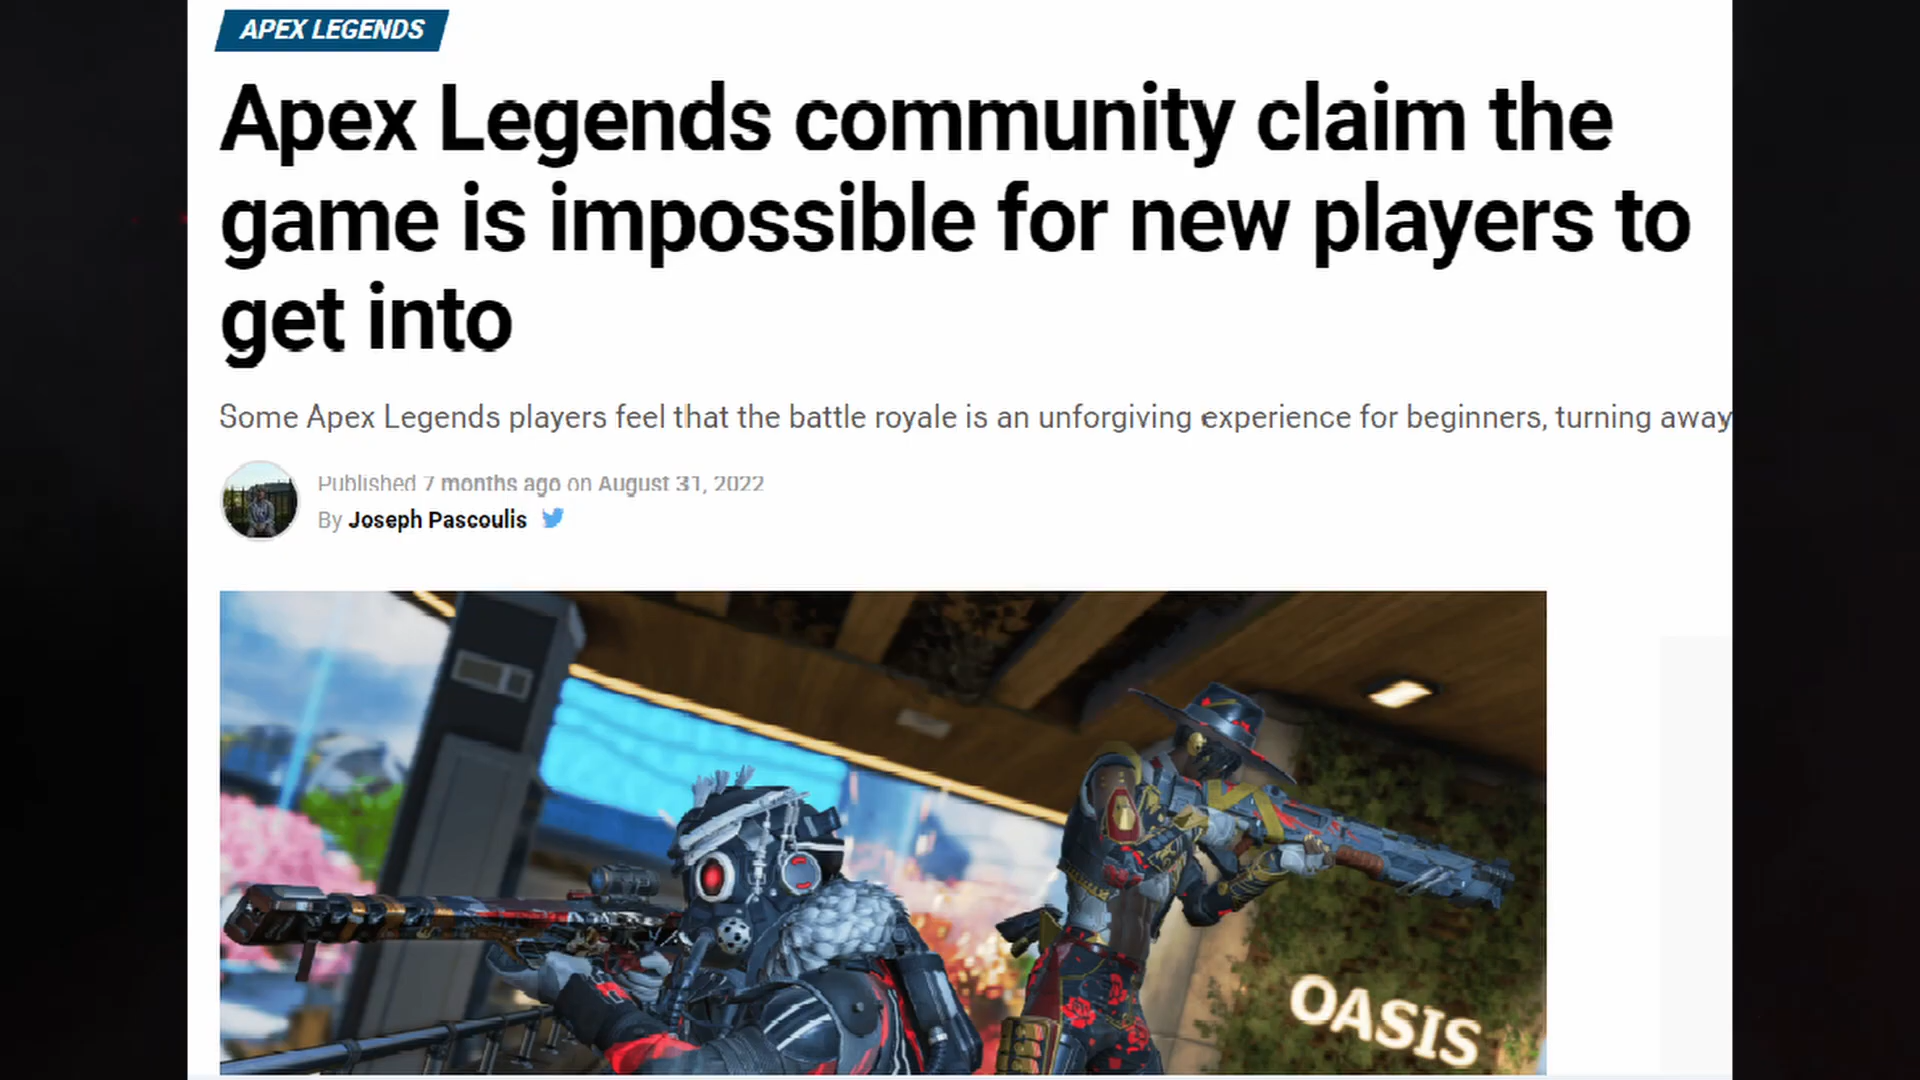 APEX LEGENDS
Apex Legends community claim the
game is impossible for new players to
get into
Some Apex Legends players feel that the battle royale is an unforgiving experience for beginners, turning away
Published 7 months ago on August 31, 2022
By Joseph Pascoulis
OASIS